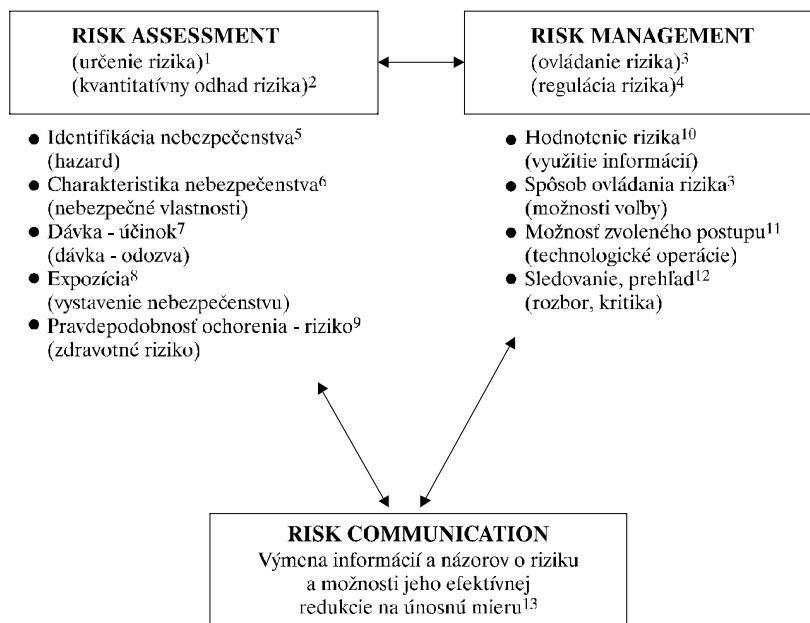 RISK ASSESSMENT
(určenie rizika)1
(kvantitatívny odhad rizika)2
● Identifikácia nebezpečenstva5
(hazard)
● Charakteristika nebezpečenstva6
(nebezpečné vlastnosti)
● Dávka - účinok7
(dávka - odozva)
● Expozícia8
(vystavenie nebezpečenstvu)
● Pravdepodobnosť ochorenia - riziko9
(zdravotné riziko)
RISK MANAGEMENT
(ovládanie rizika)3
(regulácia rizika)4
● Hodnotenie rizika10
(využitie informácií)
● Spôsob ovládania rizika3
(možnosti voľby)
● Možnosť zvoleného postupu11
(technologické operácie)
● Sledovanie, prehľad12
(rozbor, kritika)
RISK COMMUNICATION
Výmena informácií a názorov o riziku
a možnosti jeho efektívnej
redukcie na únosnú mieru13